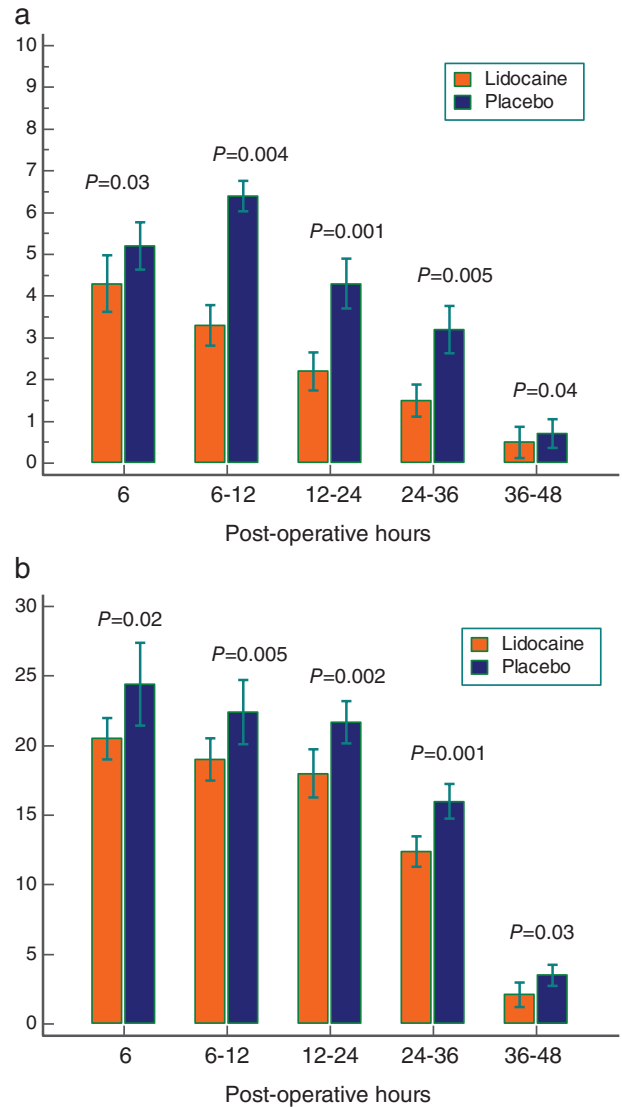 a
10
9
8
7
6
5
4
3
2
1
0
Lidocaine
Placebo
P=0.03
P=0.004
P=0.001
P=0.005
P=0.04
6 6-12 12-24 24-36 36-48
Post-operative hours
b
30
25
20
15
10
5
0
Lidocaine
Placebo
P=0.02
P=0.005
P=0.002
P=0.001
P=0.03
6 6-12 12-24 24-36 36-48
Post-operative hours